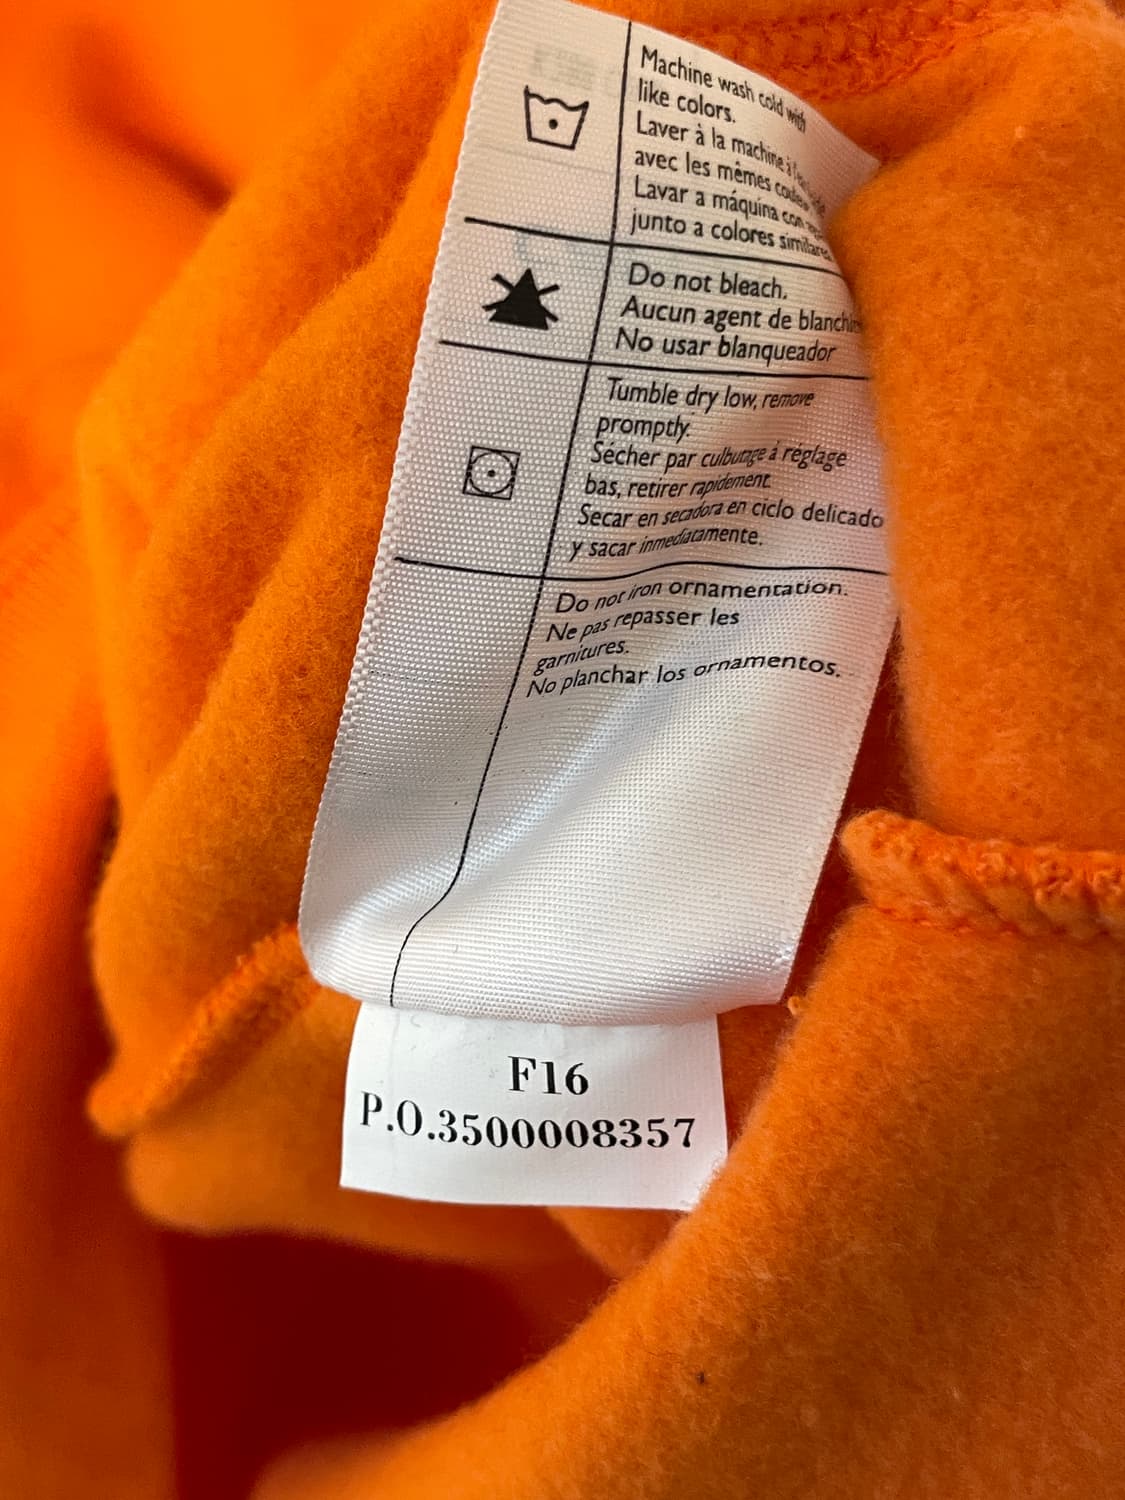 Machine wash cold with
like colors.
Laver à la machine à
avec les mêmes
Lavar a máquina con
junto a colores similares
Do not bleach.
Aucun agent de
No usar blanqueador
Tumble dry low, remove
promptly.
Sécher par culbutage à réglage
bas, retirer rapidement.
Secar en secadora en ciclo delicado
y sacar inmediatamente.
Do not iron ornamentation.
Ne pas repasser les
garnitures.
No planchar los ornamentos.
F16
P.O.3500008357